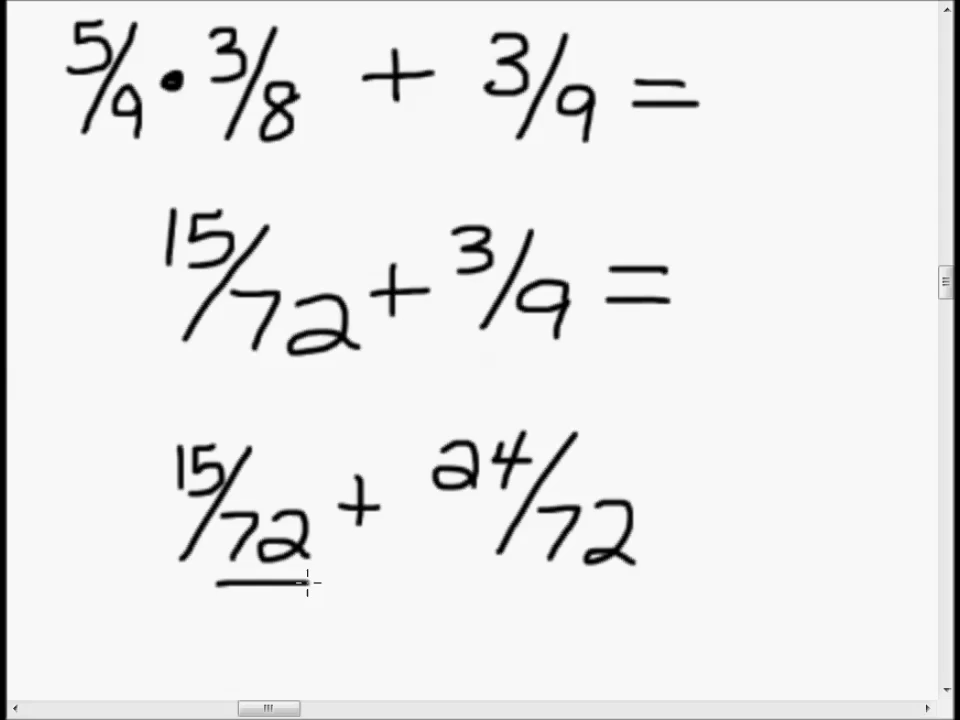 5/9 • 3/8 + 3/9 =
15/72 + 3/9 =
15/72 + 24/72